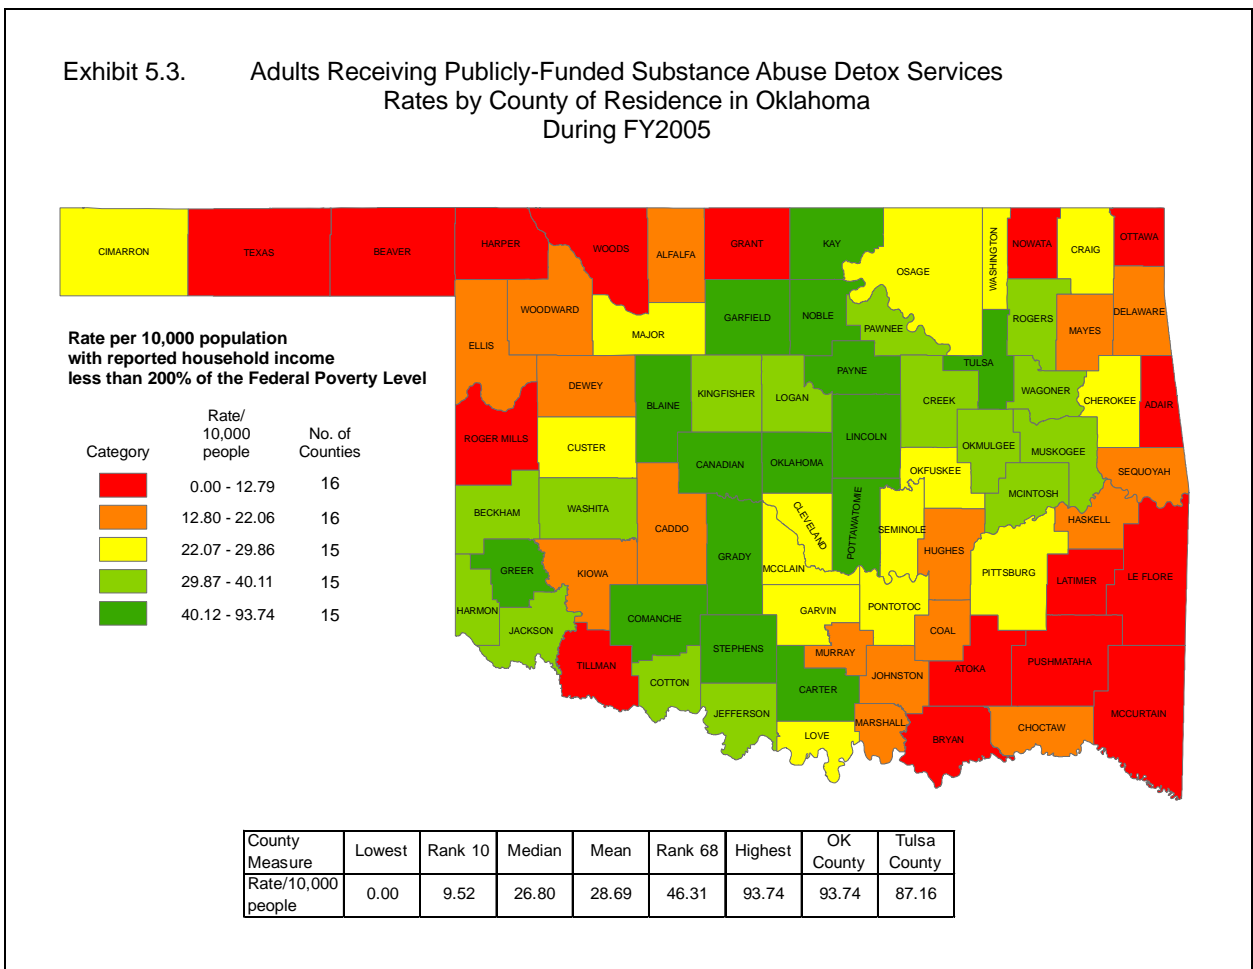 Exhibit 5.3. Adults Receiving Publicly-Funded Substance Abuse Detox Services
Rates by County of Residence in Oklahoma
During FY2005
CIMARRON
TEXAS
BEAVER
HARPER
WOODS
ALFALFA
GRANT
KAY
OSAGE
WASHINGTON
NOWATA
CRAIG
OTTAWA
ELLIS
WOODWARD
MAJOR
GARFIELD
NOBLE
PAWNEE
ROGERS
MAYES
DELAWARE
TULSA
DEWEY
BLAINE
KINGFISHER
LOGAN
PAYNE
CREEK
WAGONER
CHEROKEE
ADAIR
ROGER MILLS
CUSTER
CANADIAN
OKLAHOMA
LINCOLN
OKFUSKEE
OKMULGEE
MUSKOGEE
SEQUOYAH
BECKHAM
WASHITA
CADDO
GRADY
CLEVELAND
MCCLAIN
POTTAWATOMIE
SEMINOLE
HUGHES
MCINTOSH
HASKELL
PITTSBURG
LATIMER
LE FLORE
GREER
KIOWA
HARMON
JACKSON
COMANCHE
GARVIN
PONTOTOC
COAL
TILLMAN
COTTON
STEPHENS
MURRAY
JOHNSTON
ATOKA
PUSHMATAHA
JEFFERSON
CARTER
LOVE
MARSHALL
BRYAN
CHOCTAW
MCCURTAIN
Rate per 10,000 population
with reported household income
less than 200% of the Federal Poverty Level
Rate/
10,000 No. of
Category people Counties
0.00 - 12.79 16
12.80 - 22.06 16
22.07 - 29.86 15
29.87 - 40.11 15
40.12 - 93.74 15
County Measure Lowest Rank 10 Median Mean Rank 68 Highest OK County Tulsa County
Rate/10,000 people 0.00 9.52 26.80 28.69 46.31 93.74 93.74 87.16